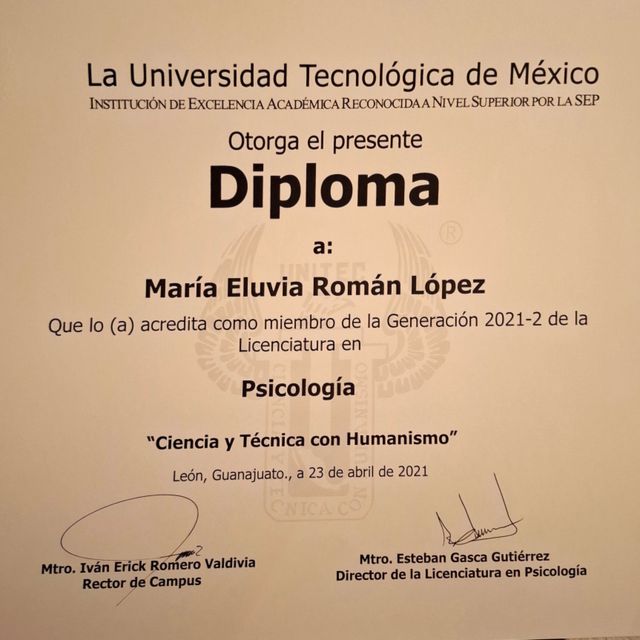 La Universidad Tecnológica de México
INSTITUCIÓN DE EXCELENCIA ACADÉMICA RECONOCIDA A NIVEL SUPERIOR POR LA SEP
Otorga el presente
Diploma
a:
®
UNITEC
María Eluvia Román López
Que lo (a) acredita como miembro de la Generación 2021-2 de la
Licenciatura en
Psicología
“Ciencia y Técnica con Humanismo”
León, Guanajuato., a 23 de abril de 2021
Mtro. Iván Erick Romero Valdivia
Rector de Campus
Mtro. Esteban Gasca Gutiérrez
Director de la Licenciatura en Psicología